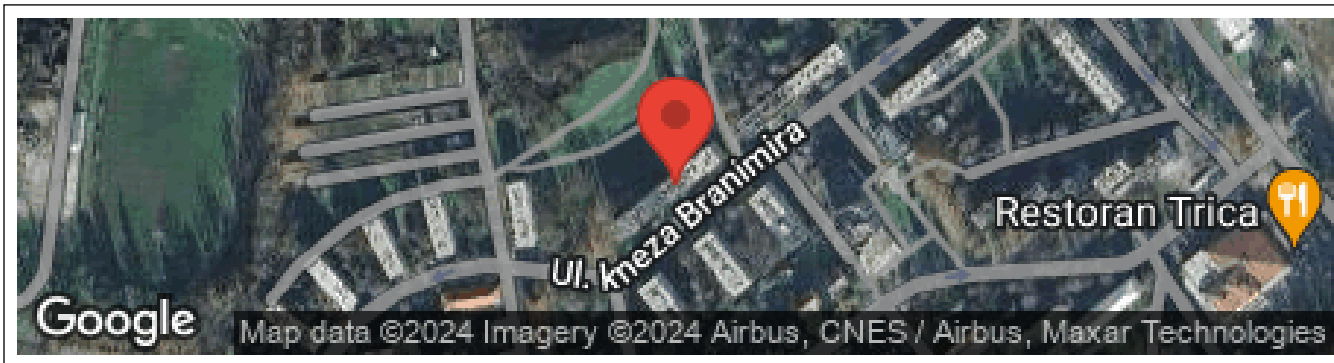 Ul. kneza Branimira
Restoran Trica
Google
Map data ©2024 Imagery ©2024 Airbus, CNES / Airbus, Maxar Technologies